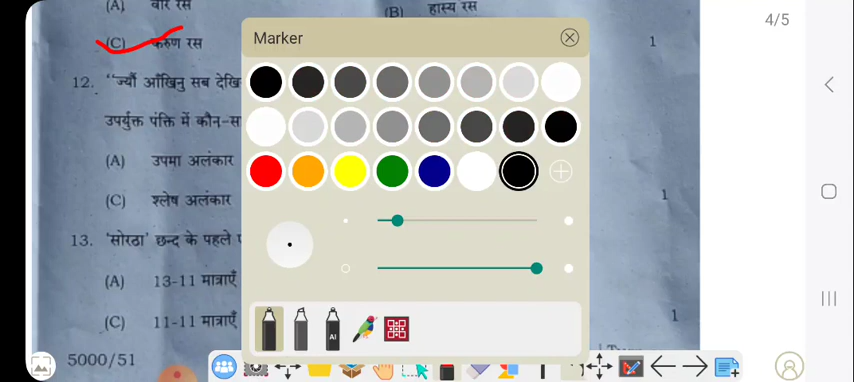 (A) वीर रस
(B) हास्य रस
4/5
Marker
(C) करुण रस
1
12. "ज्यौं आँखिनु सब देखि
उपर्युक्त पंक्ति में कौन-स
(A) उपमा अलंकार
(C) श्लेष अलंकार
1
13. 'सोरठा' छन्द के पहले
(A) 13-11 मात्राएँ
(C) 11-11 मात्राएँ
1
AI
5000/51